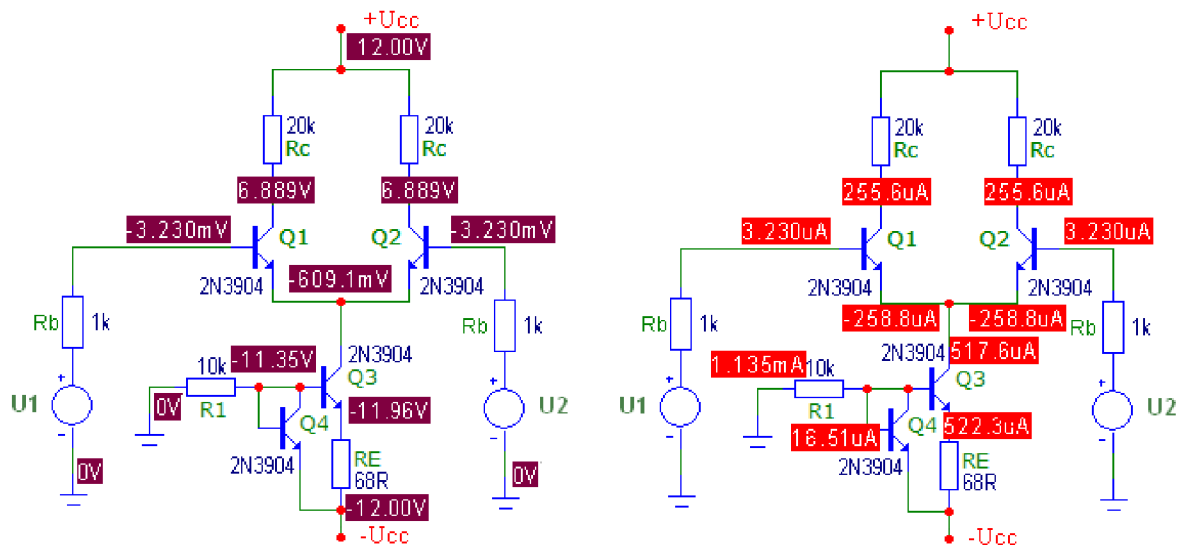 +Ucc
12.00V
20k
Rc
20k
Rc
6.889V
6.889V
-3.230mV
Q1
Q2
-3.230mV
2N3904
-609.1mV
2N3904
Rb
1k
Rb
1k
2N3904
10k
-11.35V
Q3
R1
0V
-11.96V
Q4
U1
+
-
U2
+
-
2N3904
RE
68R
0V
0V
-12.00V
-Ucc
+Ucc
20k
Rc
20k
Rc
255.6uA
255.6uA
3.230uA
Q1
Q2
3.230uA
2N3904
2N3904
-258.8uA
-258.8uA
Rb
1k
Rb
1k
2N3904
517.6uA
1.135mA
10k
Q3
R1
Q4
16.51uA
522.3uA
U1
+
-
U2
+
-
2N3904
RE
68R
-Ucc